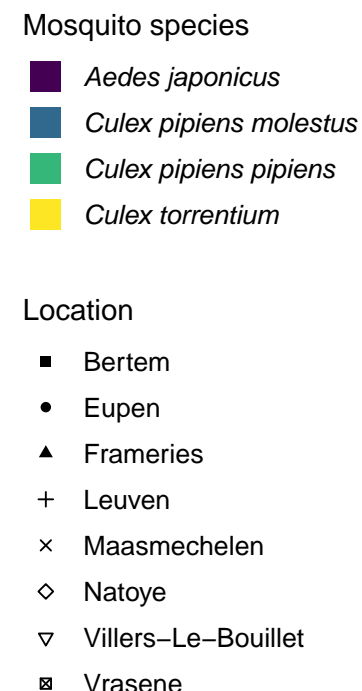 Mosquito species
Aedes japonicus
Culex pipiens molestus
Culex pipiens pipiens
Culex torrentium
Location
Bertem
Eupen
Frameries
Leuven
Maasmechelen
Natoye
Villers−Le−Bouillet
Vrasene